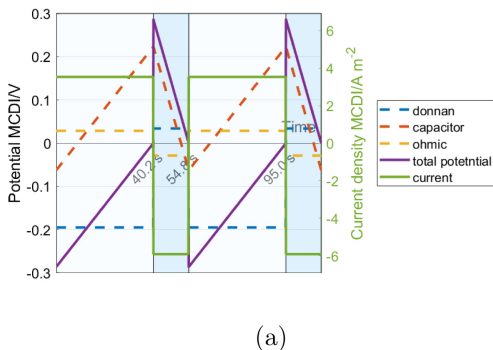 0.3
0.2
0.1
0
-0.1
-0.2
-0.3
Potential MCDI/V
40.2 s
54.8 s
95.0 s
Time
6
4
2
0
-2
-4
-6
Current density MCDI/A m-2
donnan
capacitor
ohmic
total potetntial
current
(a)